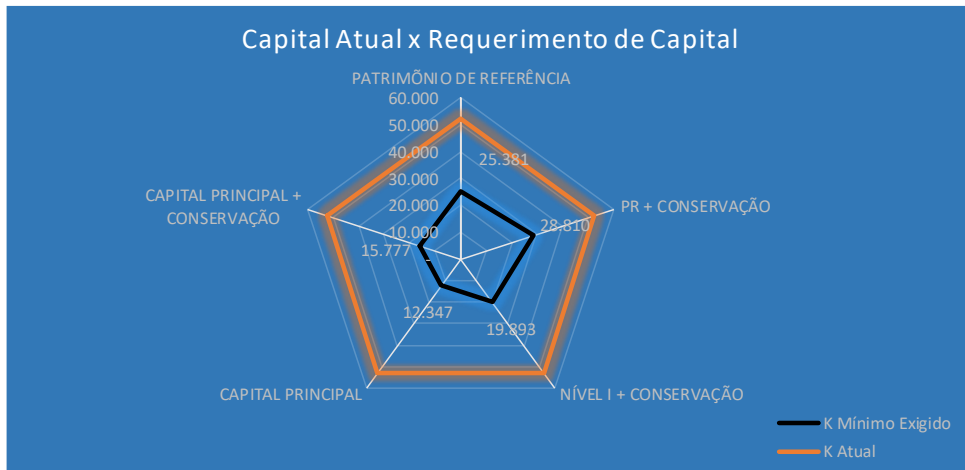 Capital Atual x Requerimento de Capital
PATRIMÔNIO DE REFERÊNCIA
60.000
50.000
40.000
30.000
20.000
10.000
-
25.381
PR + CONSERVAÇÃO
28.810
CAPITAL PRINCIPAL +
CONSERVAÇÃO
15.777
12.347
19.893
CAPITAL PRINCIPAL
NÍVEL I + CONSERVAÇÃO
K Mínimo Exigido
K Atual